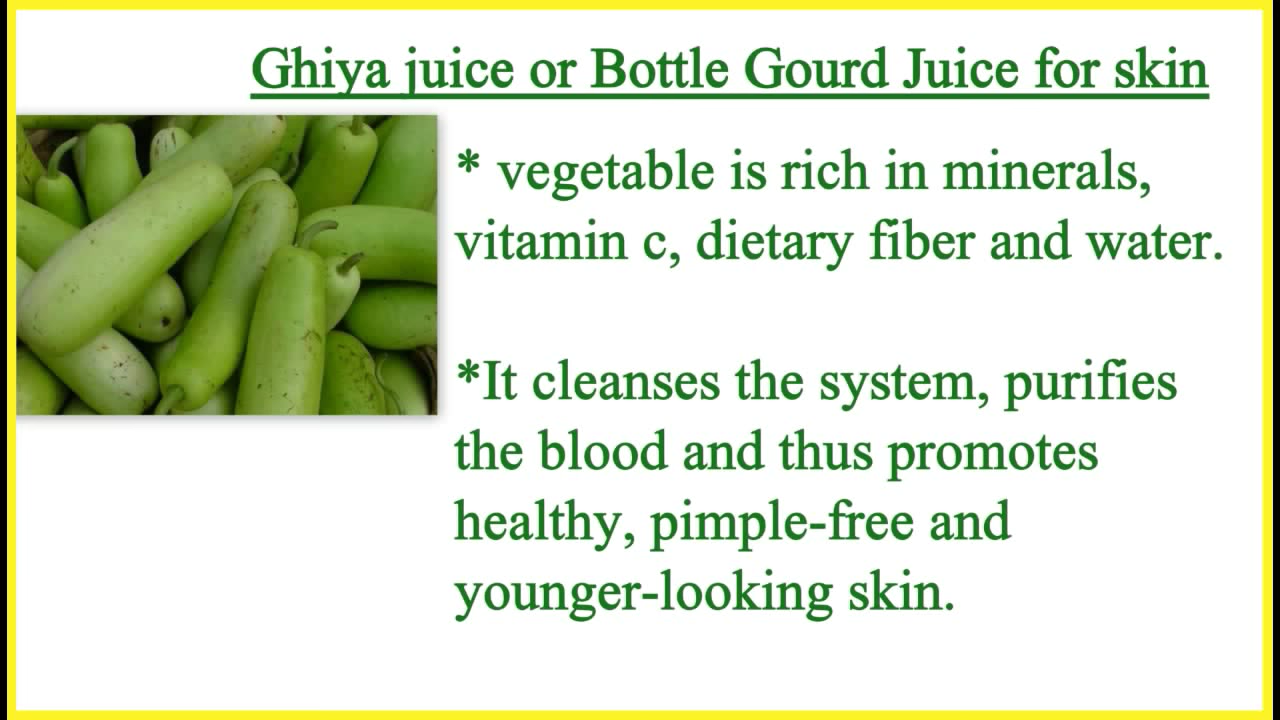 Ghiya juice or Bottle Gourd Juice for skin
* vegetable is rich in minerals,
vitamin c, dietary fiber and water.
*It cleanses the system, purifies
the blood and thus promotes
healthy, pimple-free and
younger-looking skin.